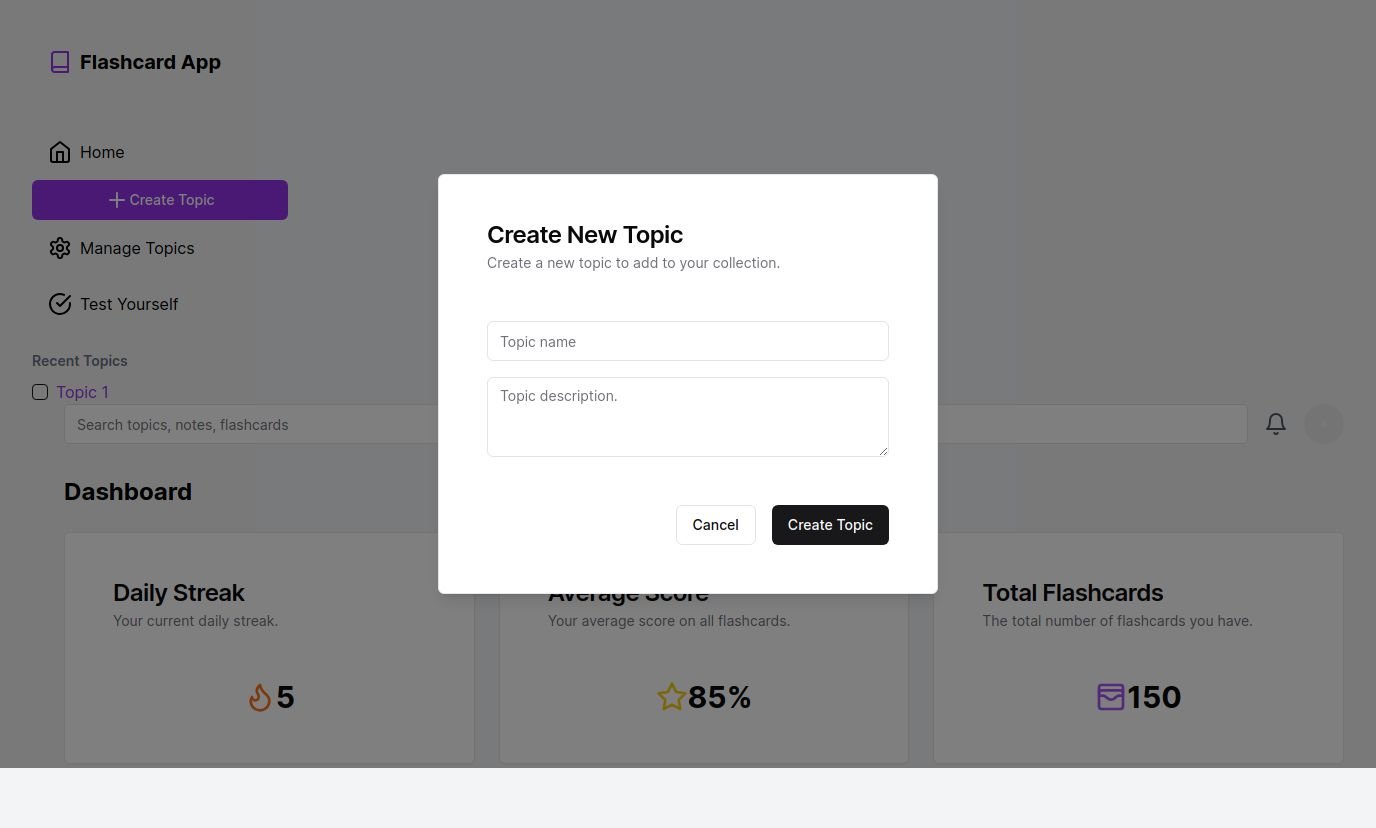 Flashcard App
Home
Create Topic
Manage Topics
Test Yourself
Recent Topics
Topic 1
Search topics, notes, flashcards
Dashboard
Daily Streak
Your current daily streak.
5
Average Score
Your average score on all flashcards.
85%
Total Flashcards
The total number of flashcards you have.
150
Create New Topic
Create a new topic to add to your collection.
Topic name
Topic description.
Cancel
Create Topic